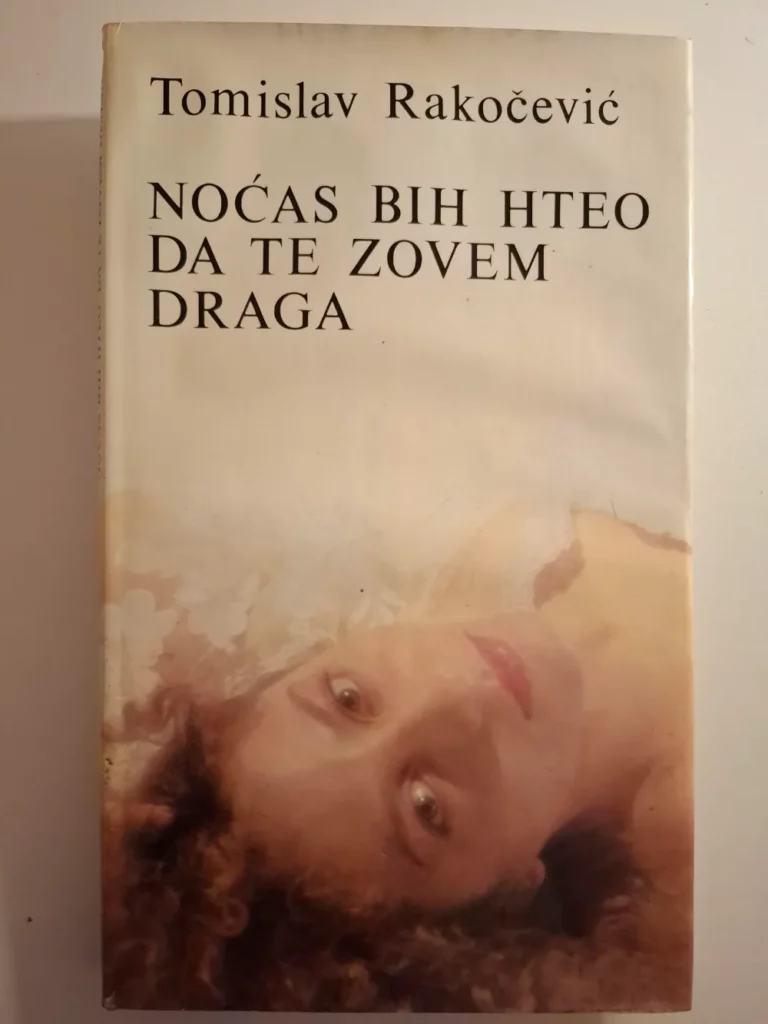 Tomislav Rakočević
NOĆAS BIH HTEO
DA TE ZOVEM
DRAGA